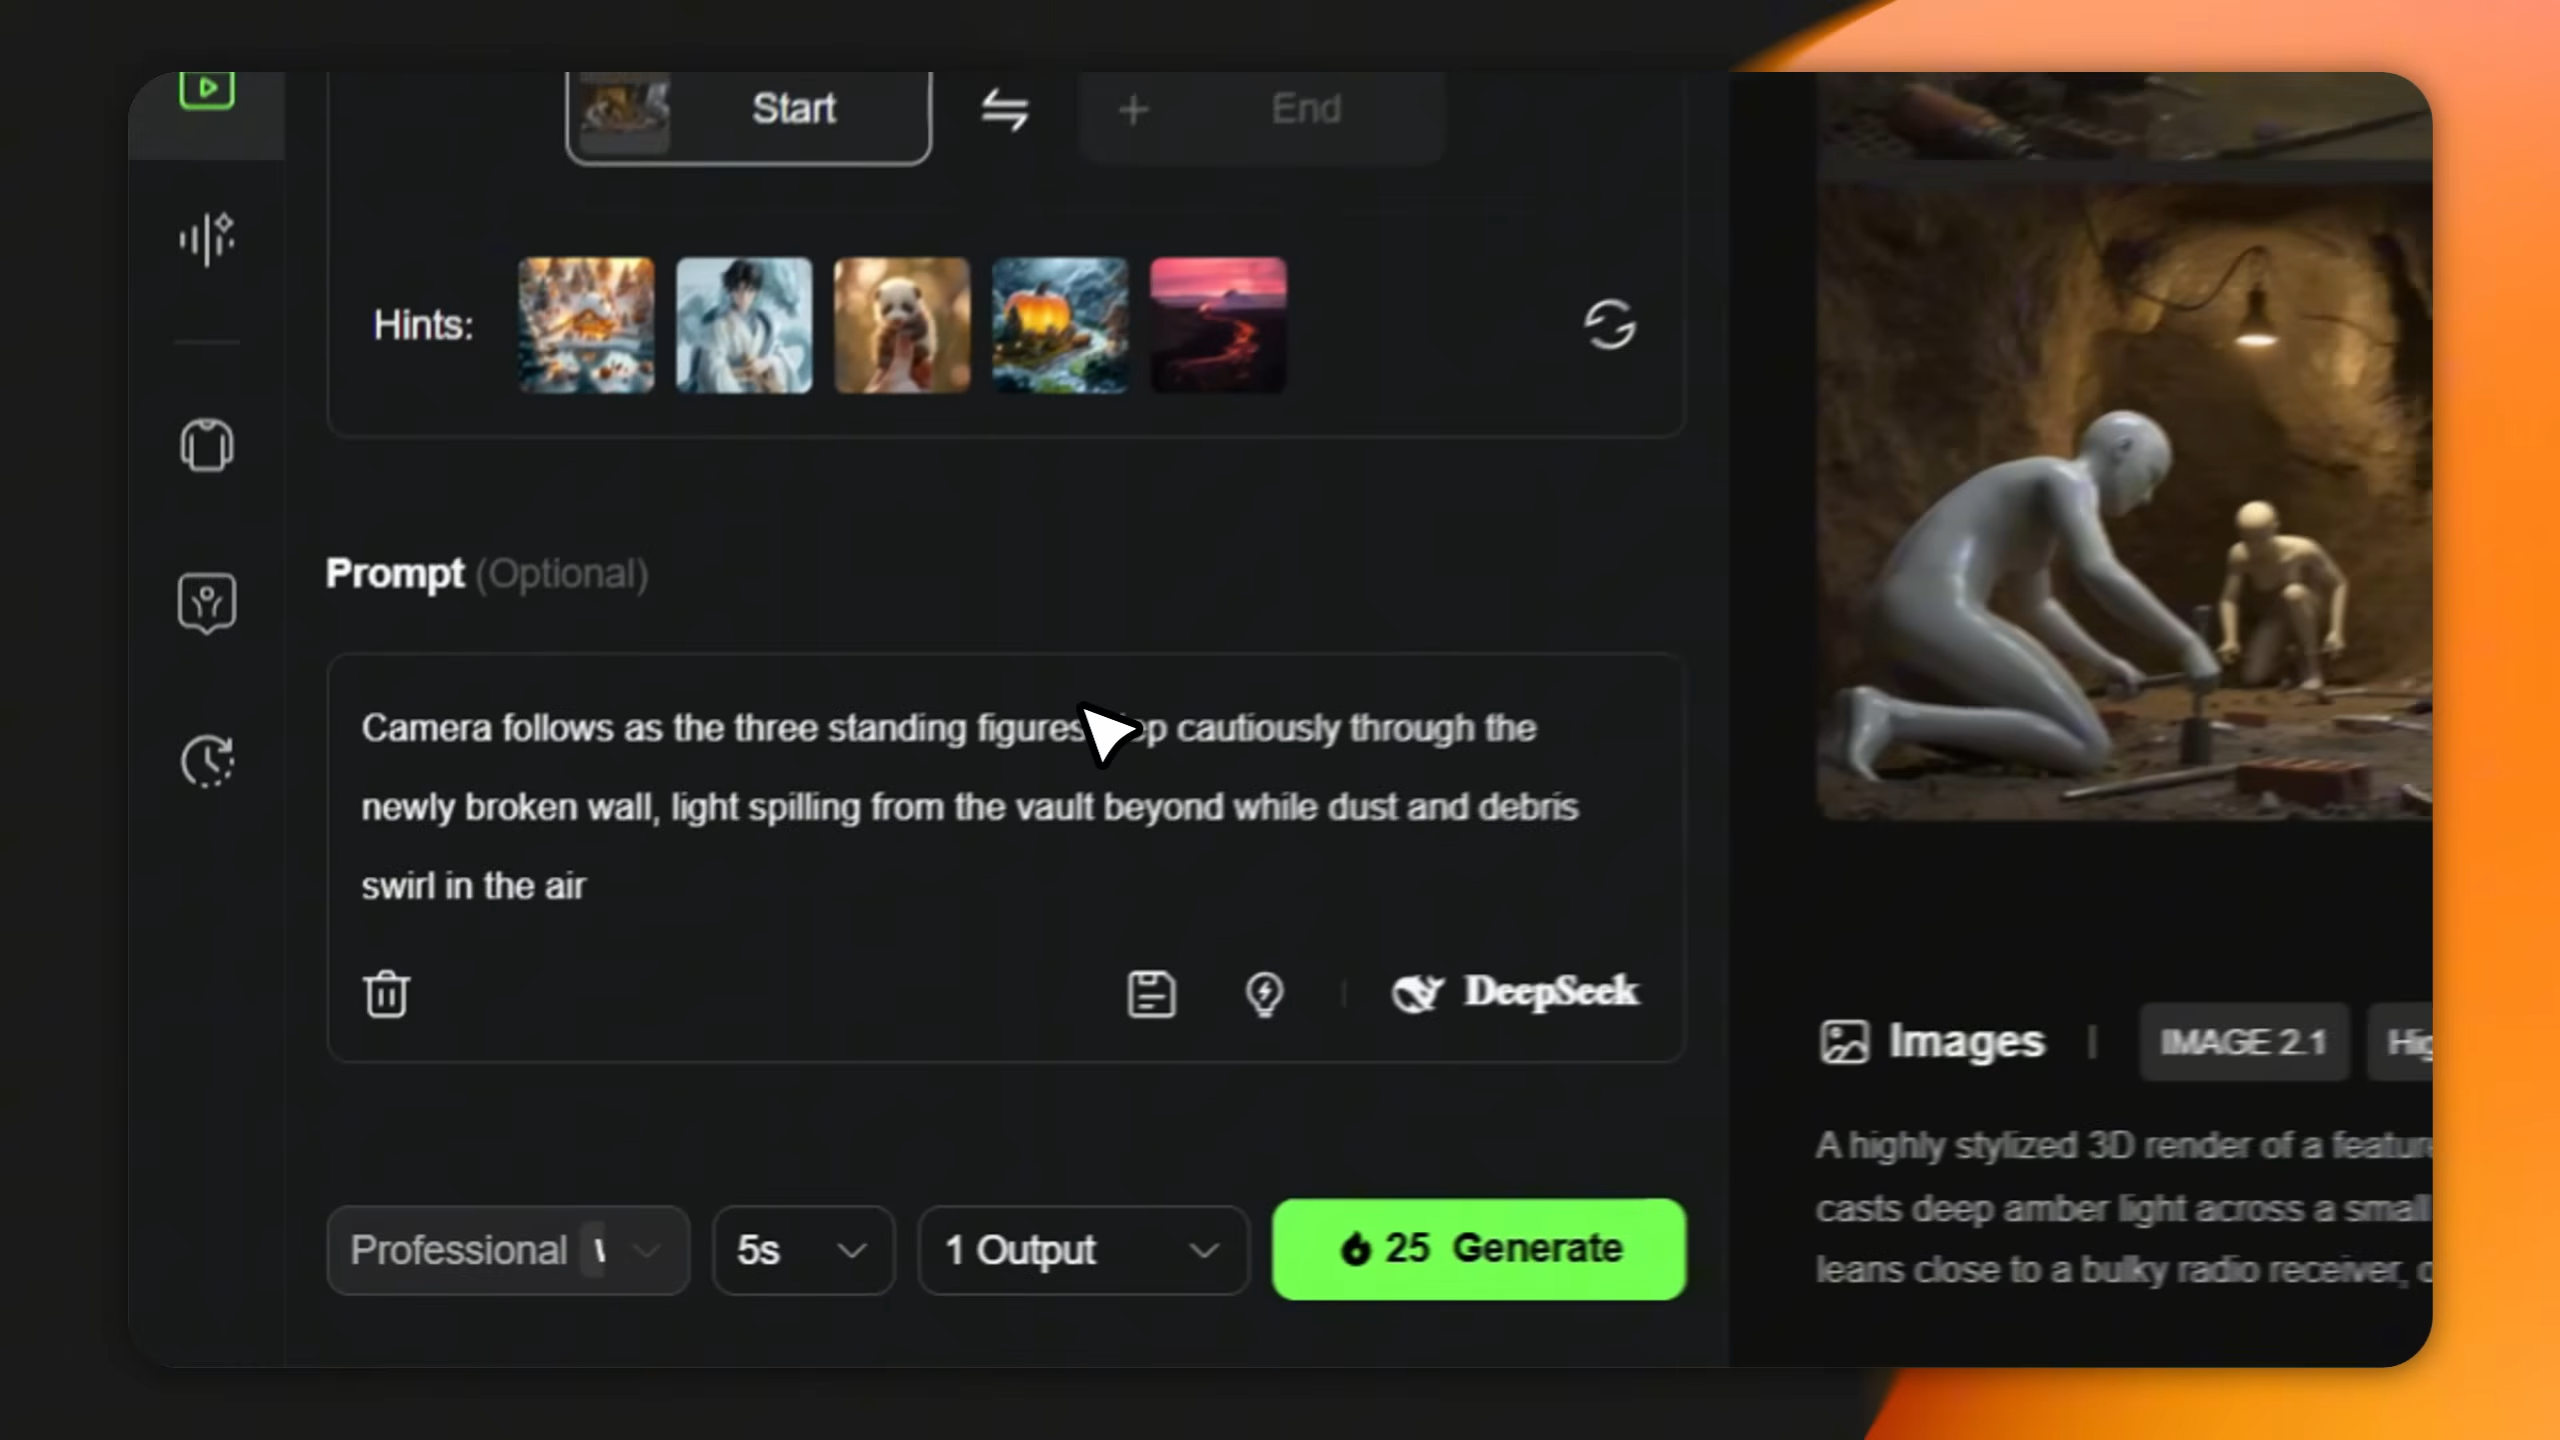 Start
End
Hints:
Prompt (Optional)
Camera follows as the three standing figures cautiously through the
newly broken wall, light spilling from the vault beyond while dust and debris
swirl in the air
DeepSeek
Professional
5s
1 Output
25 Generate
Images
IMAGE 2.1
A highly stylized 3D render of a
casts deep amber light across a small
leans close to a bulky radio receiver,